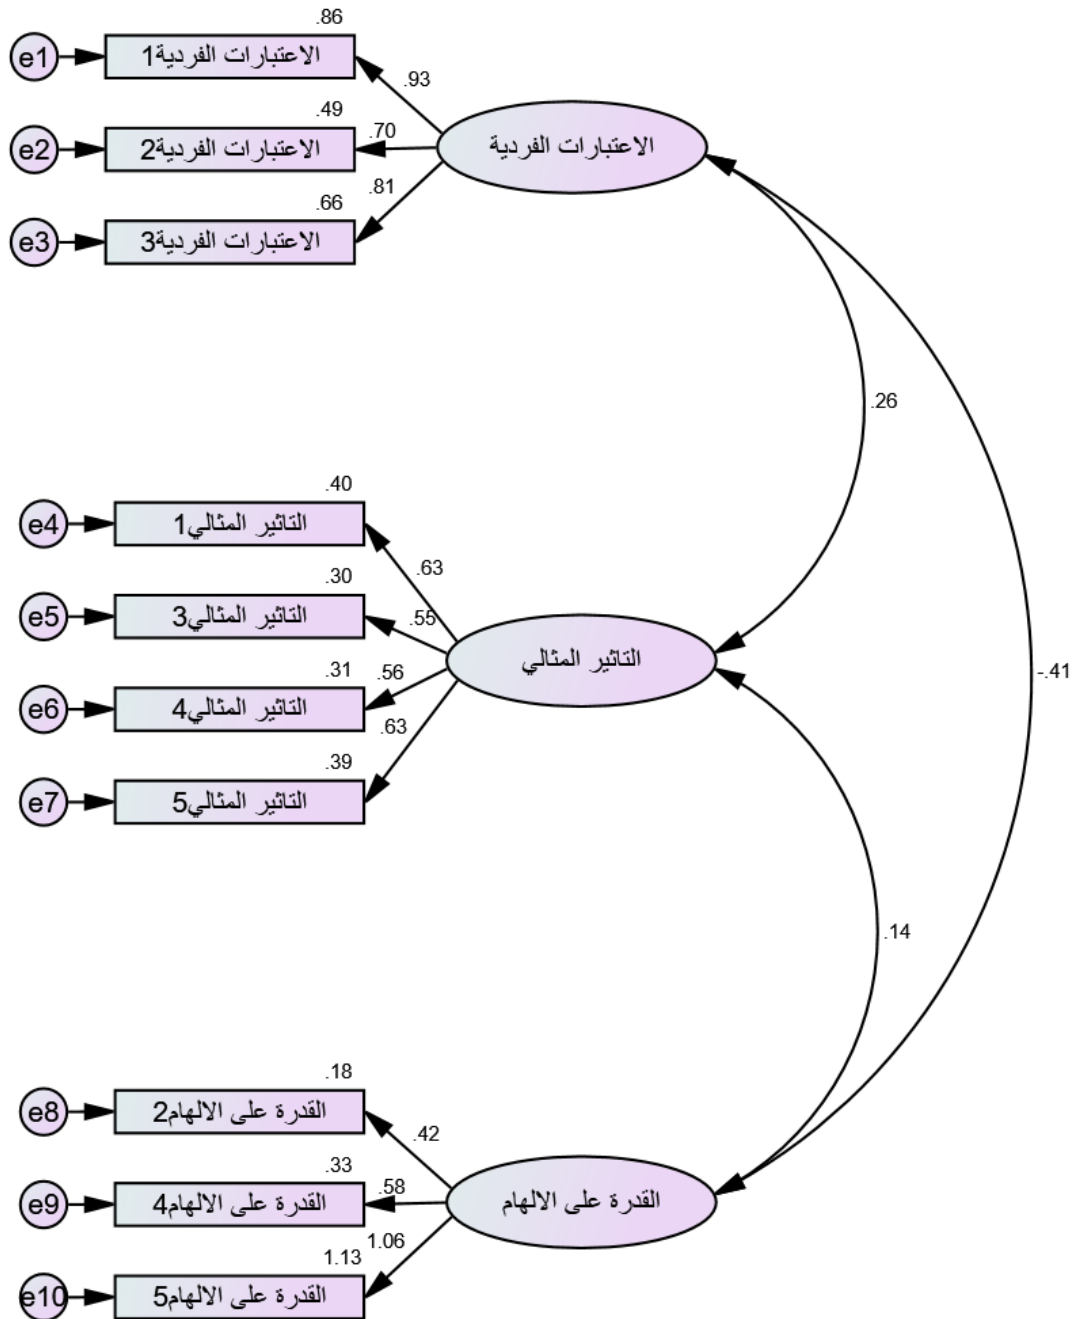 .86
e1
الاعتبارات الفردية1
.93
.49
e2
الاعتبارات الفردية2
.70
الاعتبارات الفردية
.81
.66
e3
الاعتبارات الفردية3
.26
.40
e4
التاثير المثالي1
.63
.30
e5
التاثير المثالي3
.55
التاثير المثالي
.31
.56
e6
التاثير المثالي4
-.41
.63
.39
e7
التاثير المثالي5
.14
.18
e8
القدرة على الالهام2
.42
.33
e9
القدرة على الالهام4
.58
القدرة على الالهام
1.06
1.13
e10
القدرة على الالهام5